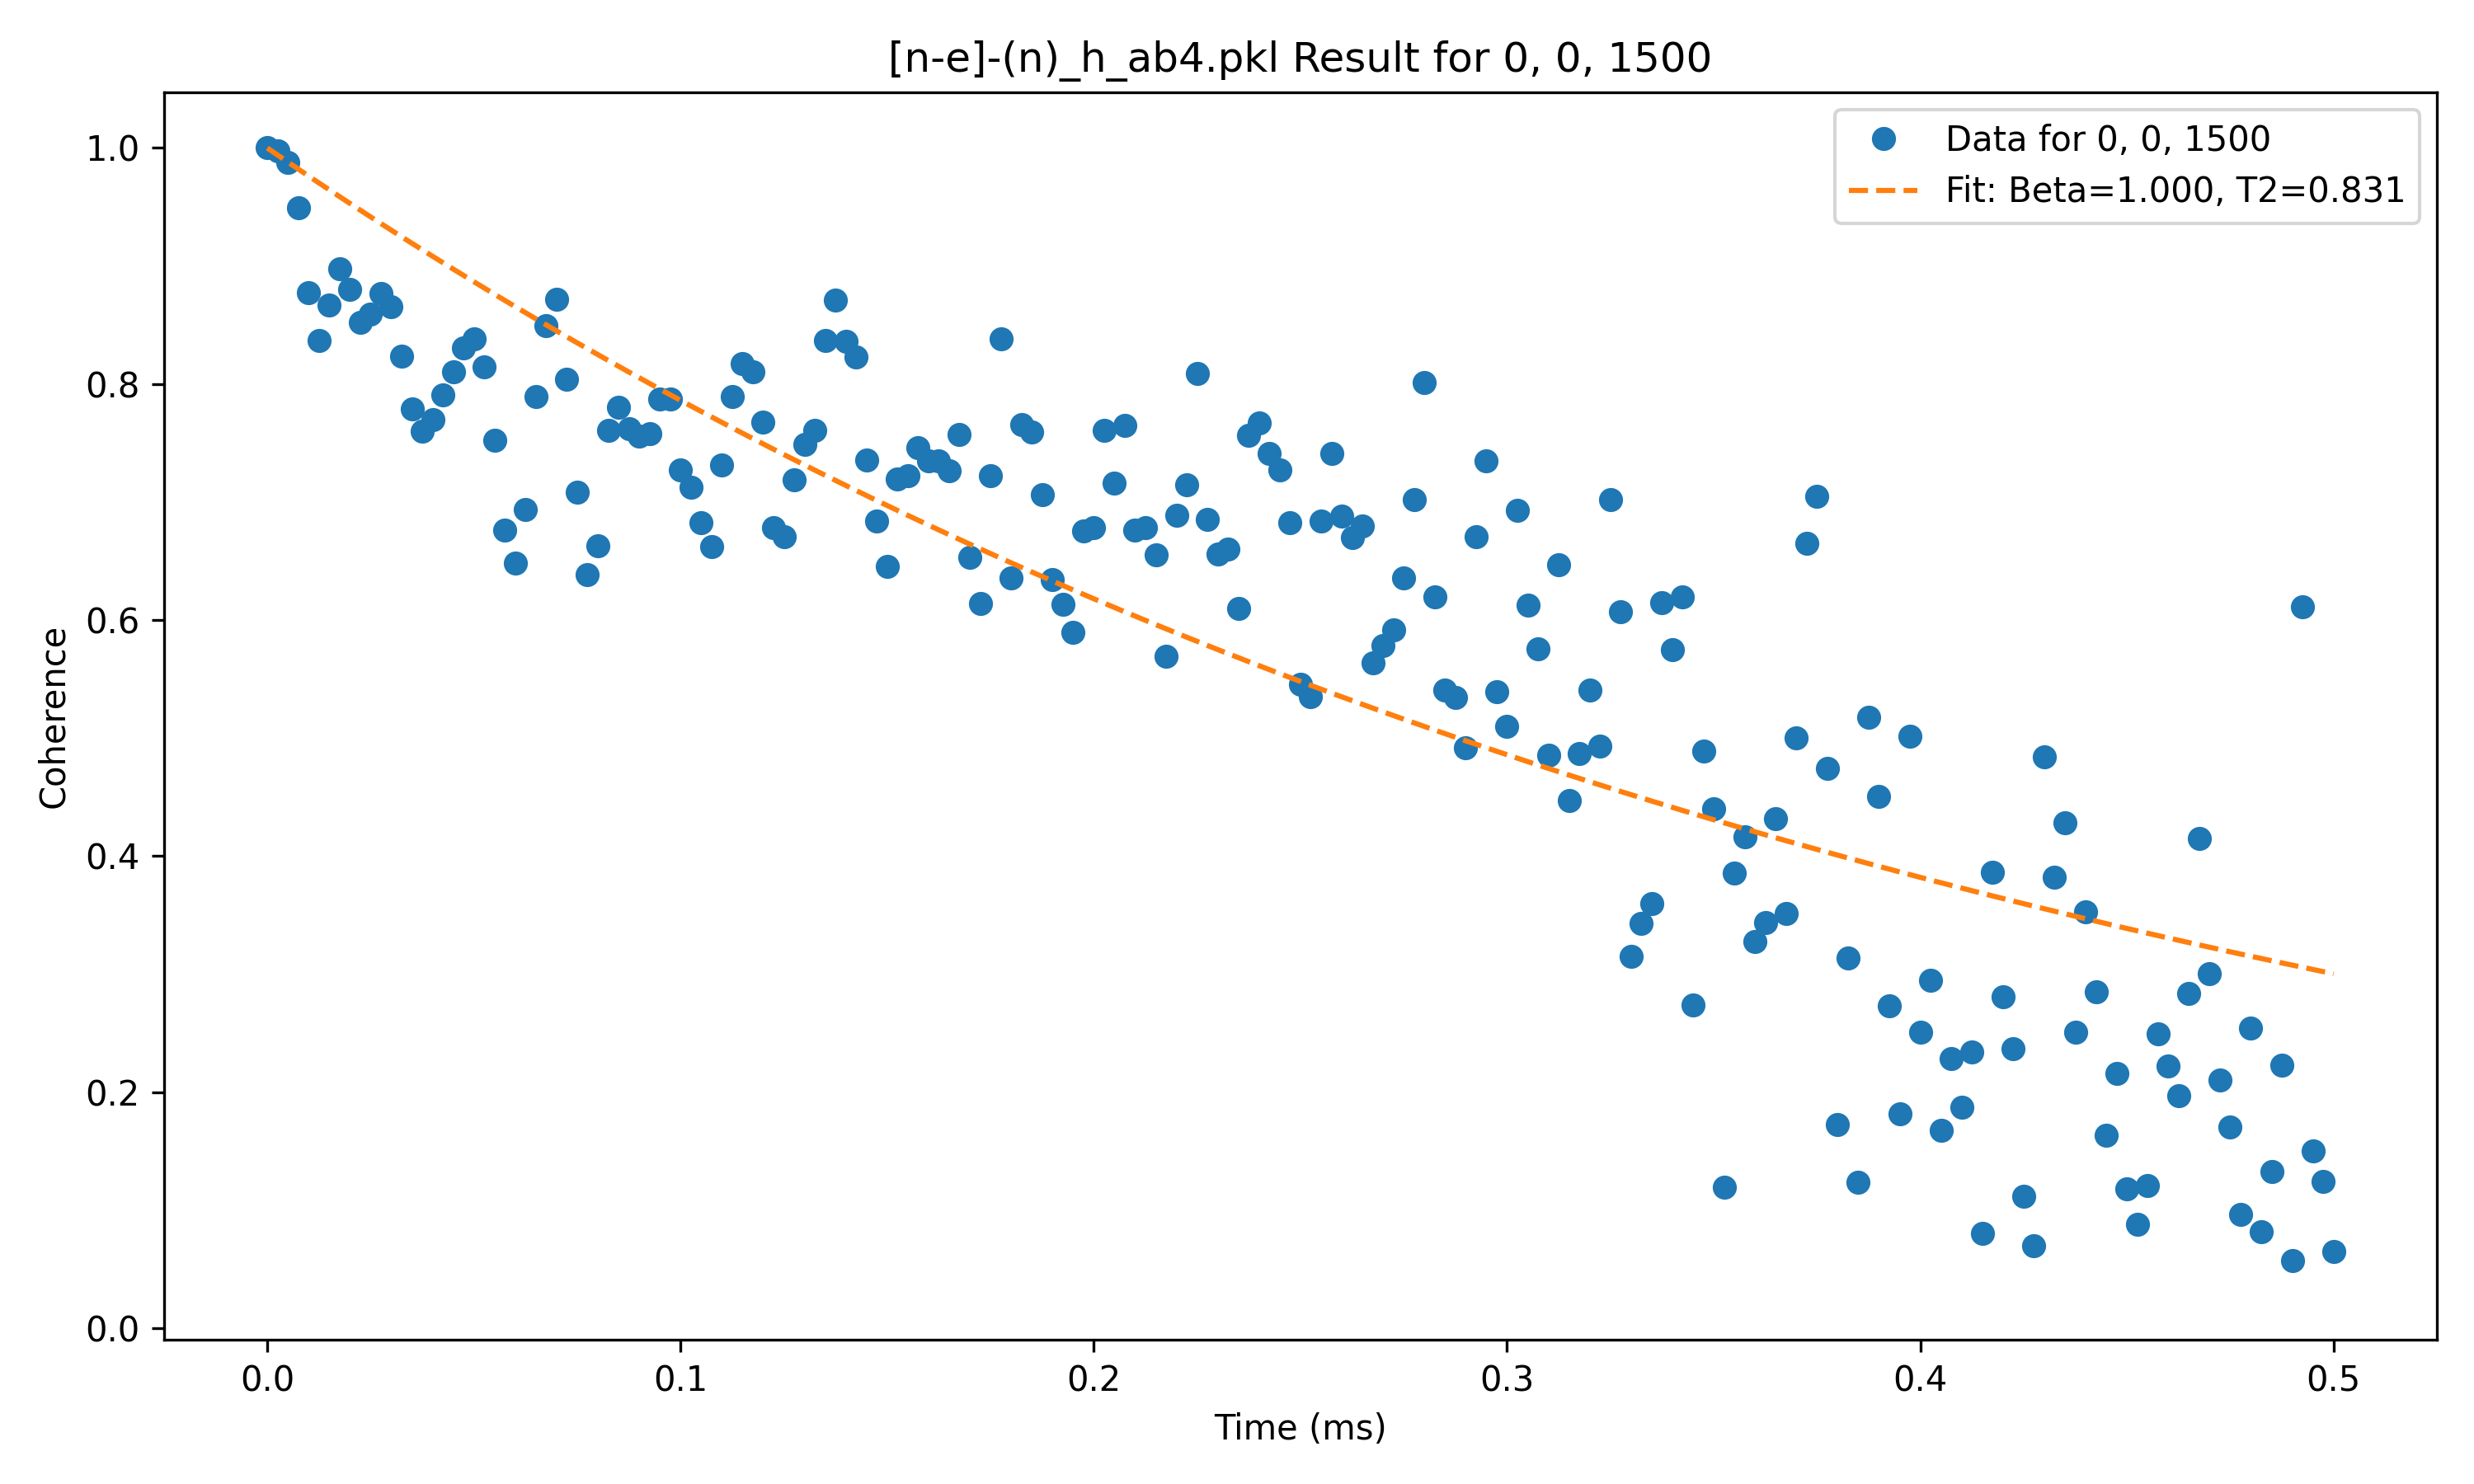 [n-e]-(n)_h_ab4.pkl Result for 0, 0, 1500
Data for 0, 0, 1500
Fit: Beta=1.000, T2=0.831
Coherence
1.0
0.8
0.6
0.4
0.2
0.0
0.0 0.1 0.2 0.3 0.4 0.5
Time (ms)